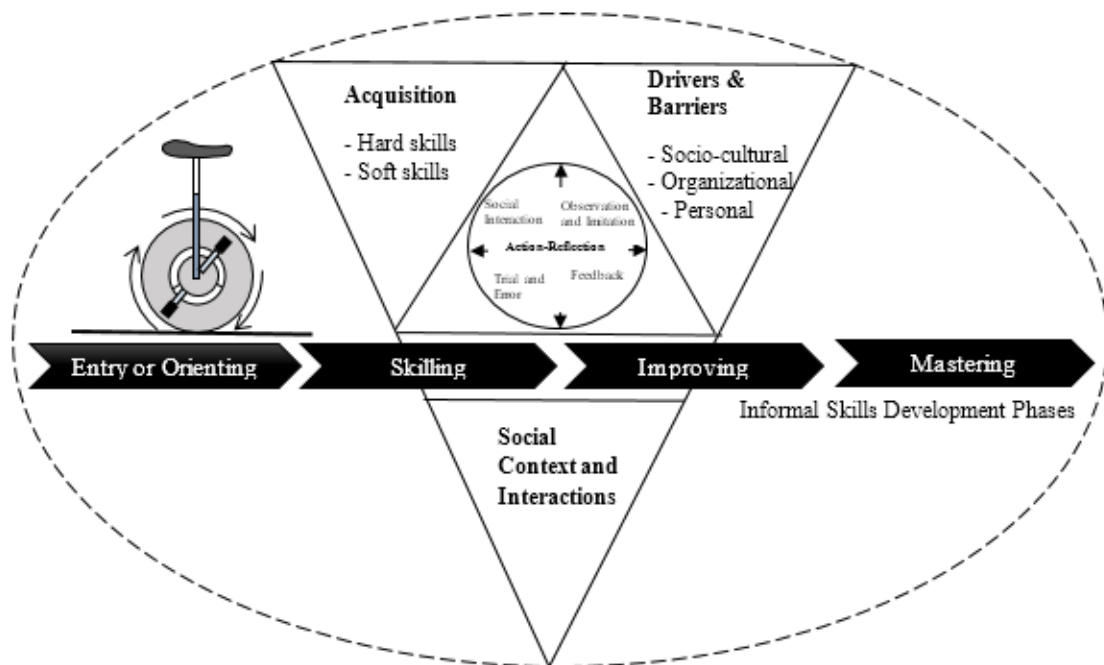 Acquisition
- Hard skills
- Soft skills
Drivers &
Barriers
- Socio-cultural
- Organizational
- Personal
Social
Interaction
Observation
and Imitation
Action-Reflection
Trial and
Error
Feedback
Entry or Orienting
Skilling
Improving
Mastering
Informal Skills Development Phases
Social
Context and
Interactions